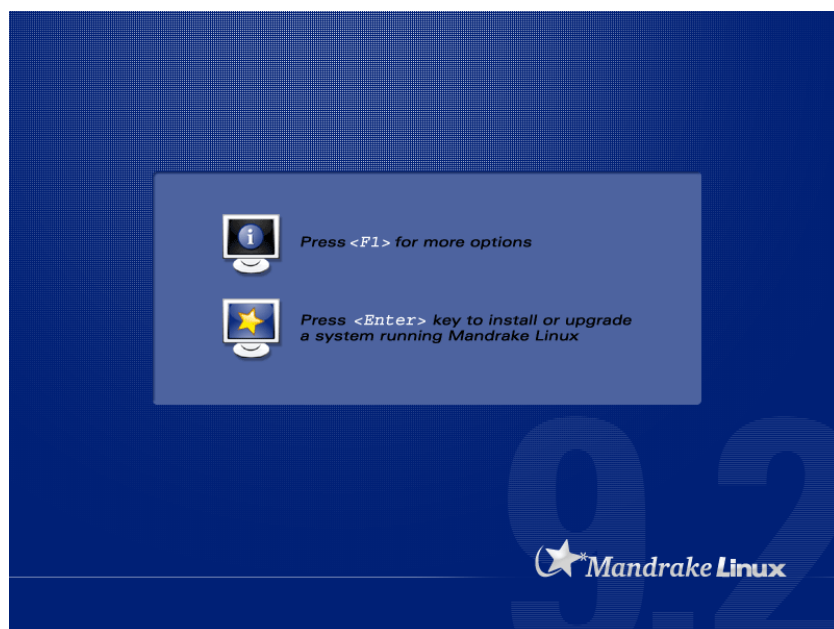 Press <F1> for more options
Press <Enter> key to install or upgrade
a system running Mandrake Linux
9.2
Mandrake Linux